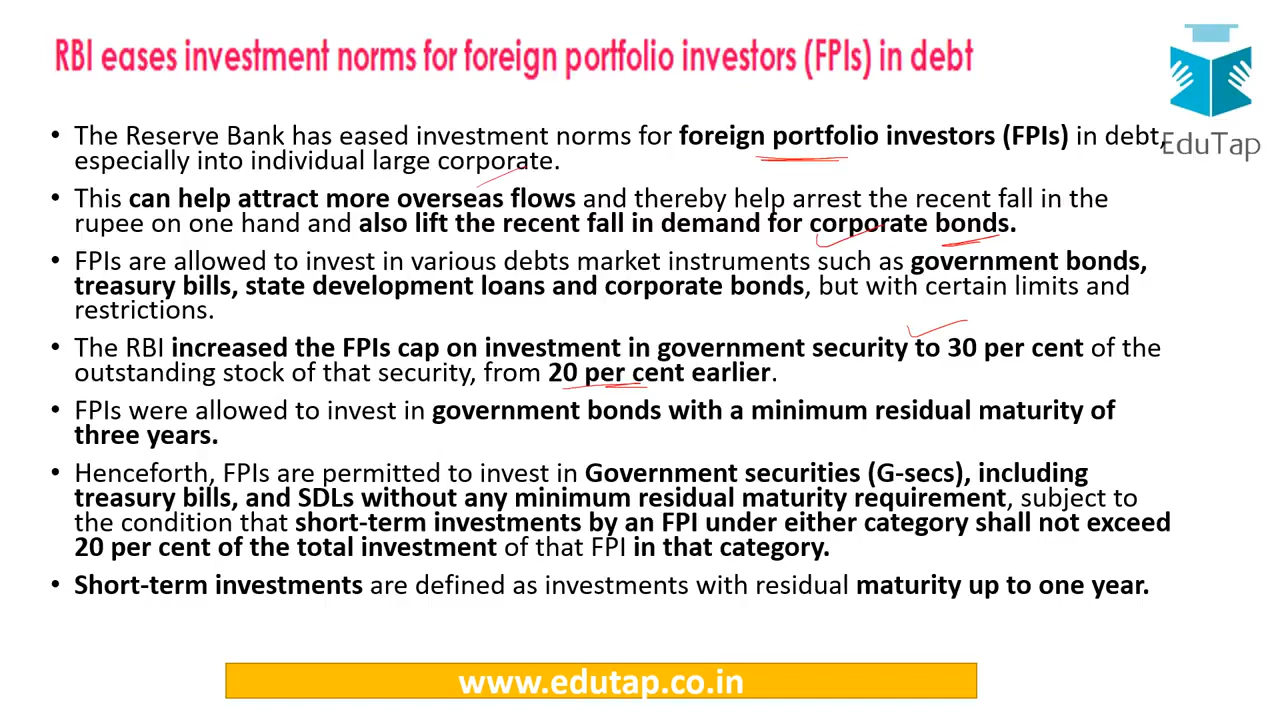 RBI eases investment norms for foreign portfolio investors (FPIs) in debt
EduTap
• The Reserve Bank has eased investment norms for foreign portfolio investors (FPIs) in debt,
especially into individual large corporate.
• This can help attract more overseas flows and thereby help arrest the recent fall in the
rupee on one hand and also lift the recent fall in demand for corporate bonds.
• FPIs are allowed to invest in various debts market instruments such as government bonds,
treasury bills, state development loans and corporate bonds, but with certain limits and
restrictions.
• The RBI increased the FPIs cap on investment in government security to 30 per cent of the
outstanding stock of that security, from 20 per cent earlier.
• FPIs were allowed to invest in government bonds with a minimum residual maturity of
three years.
• Henceforth, FPIs are permitted to invest in Government securities (G-secs), including
treasury bills, and SDLs without any minimum residual maturity requirement, subject to
the condition that short-term investments by an FPI under either category shall not exceed
20 per cent of the total investment of that FPI in that category.
• Short-term investments are defined as investments with residual maturity up to one year.
www.edutap.co.in